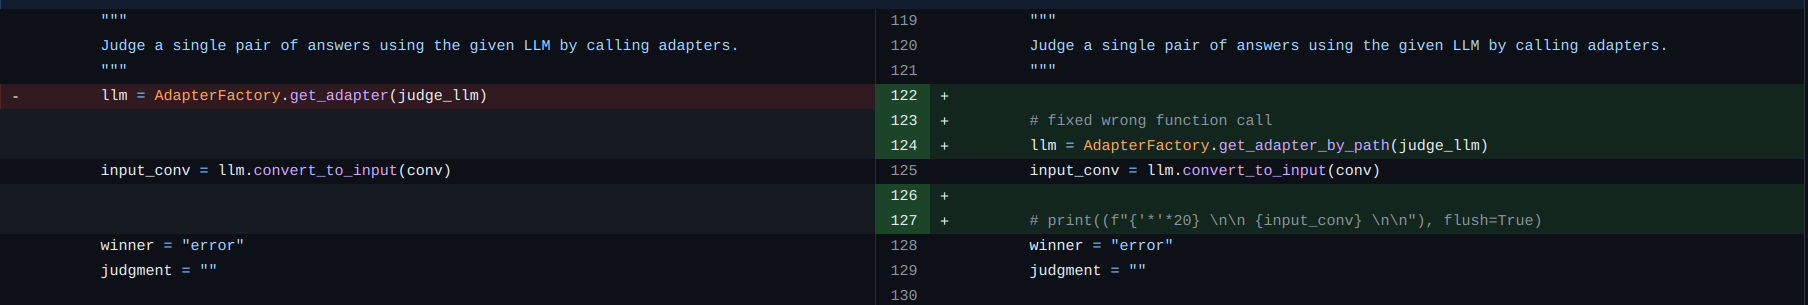 """ 119 """
Judge a single pair of answers using the given LLM by calling adapters. 120 Judge a single pair of answers using the given LLM by calling adapters.
""" 121 """
- llm = AdapterFactory.get_adapter(judge_llm) 122 +
123 + # fixed wrong function call
124 + llm = AdapterFactory.get_adapter_by_path(judge_llm)
input_conv = llm.convert_to_input(conv) 125 input_conv = llm.convert_to_input(conv)
126 +
127 + # print((f"{'*'*20} \n\n {input_conv} \n\n"), flush=True)
winner = "error" 128 winner = "error"
judgment = "" 129 judgment = ""
130